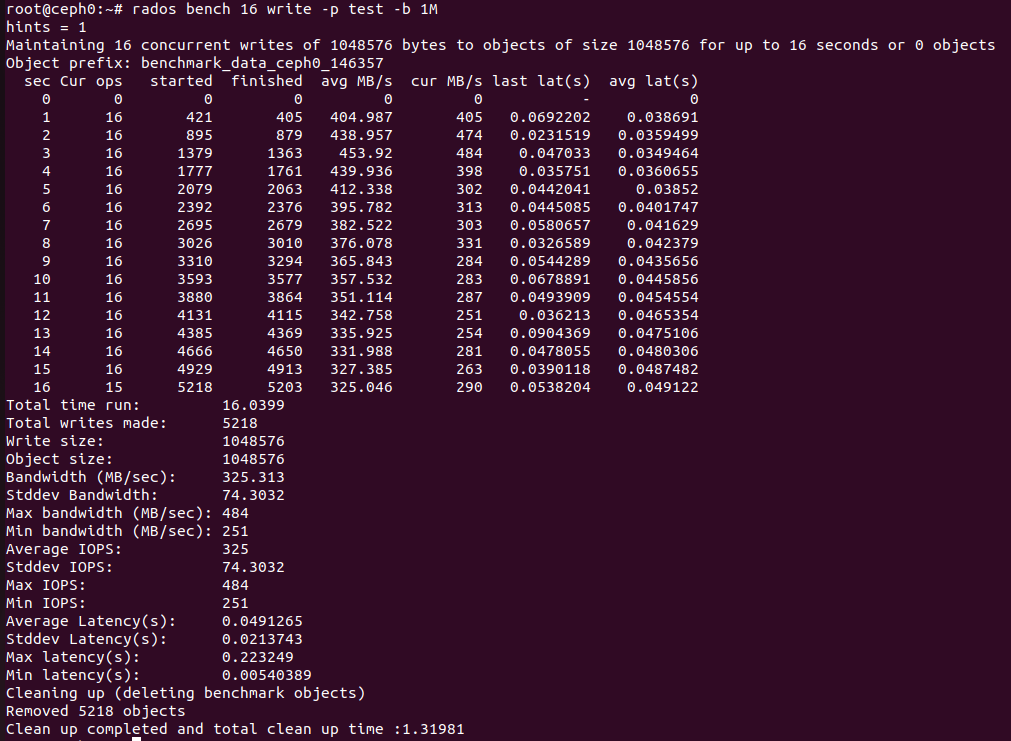 root@ceph0:~# rados bench 16 write -p test -b 1M
hints = 1
Maintaining 16 concurrent writes of 1048576 bytes to objects of size 1048576 for up to 16 seconds or 0 objects
Object prefix: benchmark_data_ceph0_146357
  sec Cur ops   started  finished  avg MB/s  cur MB/s last lat(s)  avg lat(s)
    0       0         0         0         0         0           -           0
    1      16       421       405   404.987       405   0.0692202    0.038691
    2      16       895       879   438.957       474   0.0231519   0.0359499
    3      16      1379      1363    453.92       484    0.047033   0.0349464
    4      16      1777      1761   439.936       398    0.035751   0.0360655
    5      16      2079      2063   412.338       302   0.0442041     0.03852
    6      16      2392      2376   395.782       313   0.0445085   0.0401747
    7      16      2695      2679   382.522       303   0.0580657    0.041629
    8      16      3026      3010   376.078       331   0.0326589    0.042379
    9      16      3310      3294   365.843       284   0.0544289   0.0435656
   10      16      3593      3577   357.532       283   0.0678891   0.0445856
   11      16      3880      3864   351.114       287   0.0493909   0.0454554
   12      16      4131      4115   342.758       251    0.036213   0.0465354
   13      16      4385      4369   335.925       254   0.0904369   0.0475106
   14      16      4666      4650   331.988       281   0.0478055   0.0480306
   15      16      4929      4913   327.385       263   0.0390118   0.0487482
   16      15      5218      5203   325.046       290   0.0538204    0.049122
Total time run:         16.0399
Total writes made:      5218
Write size:             1048576
Object size:            1048576
Bandwidth (MB/sec):     325.313
Stddev Bandwidth:       74.3032
Max bandwidth (MB/sec): 484
Min bandwidth (MB/sec): 251
Average IOPS:           325
Stddev IOPS:            74.3032
Max IOPS:               484
Min IOPS:               251
Average Latency(s):     0.0491265
Stddev Latency(s):      0.0213743
Max latency(s):         0.223249
Min latency(s):         0.00540389
Cleaning up (deleting benchmark objects)
Removed 5218 objects
Clean up completed and total clean up time :1.31981